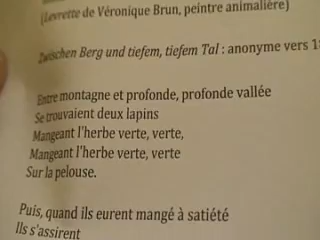 (Levrette de Véronique Brun, peintre animalière)
Zwischen Berg und tiefem, tiefem Tal : anonyme vers
Entre montagne et profonde, profonde vallée
Se trouvaient deux lapins
Mangeant l'herbe verte, verte,
Mangeant l'herbe verte, verte
Sur la pelouse.
Puis, quand ils eurent mangé à satiété
Ils s'assirent